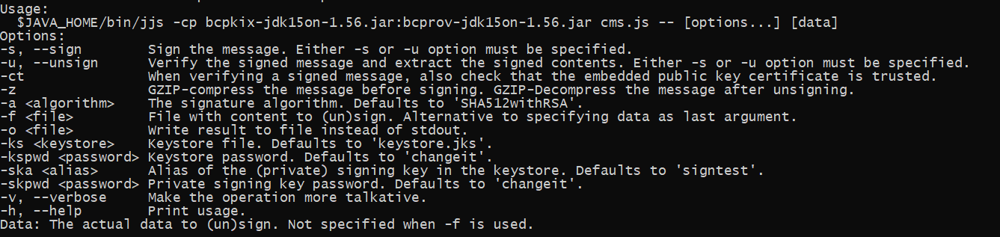 Usage:
  $JAVA_HOME/bin/jjs -cp bcpkix-jdk15on-1.56.jar:bcprov-jdk15on-1.56.jar cms.js -- [options...] [data]
Options:
-s, --sign         Sign the message. Either -s or -u option must be specified.
-u, --unsign       Verify the signed message and extract the signed contents. Either -s or -u option must be specified.
-ct                When verifying a signed message, also check that the embedded public key certificate is trusted.
-z                 GZIP-compress the message before signing. GZIP-Decompress the message after unsigning.
-a <algorithm>     The signature algorithm. Defaults to 'SHA512withRSA'.
-f <file>          File with content to (un)sign. Alternative to specifying data as last argument.
-o <file>          Write result to file instead of stdout.
-ks <keystore>     Keystore file. Defaults to 'keystore.jks'.
-kspwd <password>  Keystore password. Defaults to 'changeit'.
-ska <alias>       Alias of the (private) signing key in the keystore. Defaults to 'signtest'.
-skpwd <password>  Private signing key password. Defaults to 'changeit'.
-v, --verbose      Make the operation more talkative.
-h, --help         Print usage.
Data: The actual data to (un)sign. Not specified when -f is used.